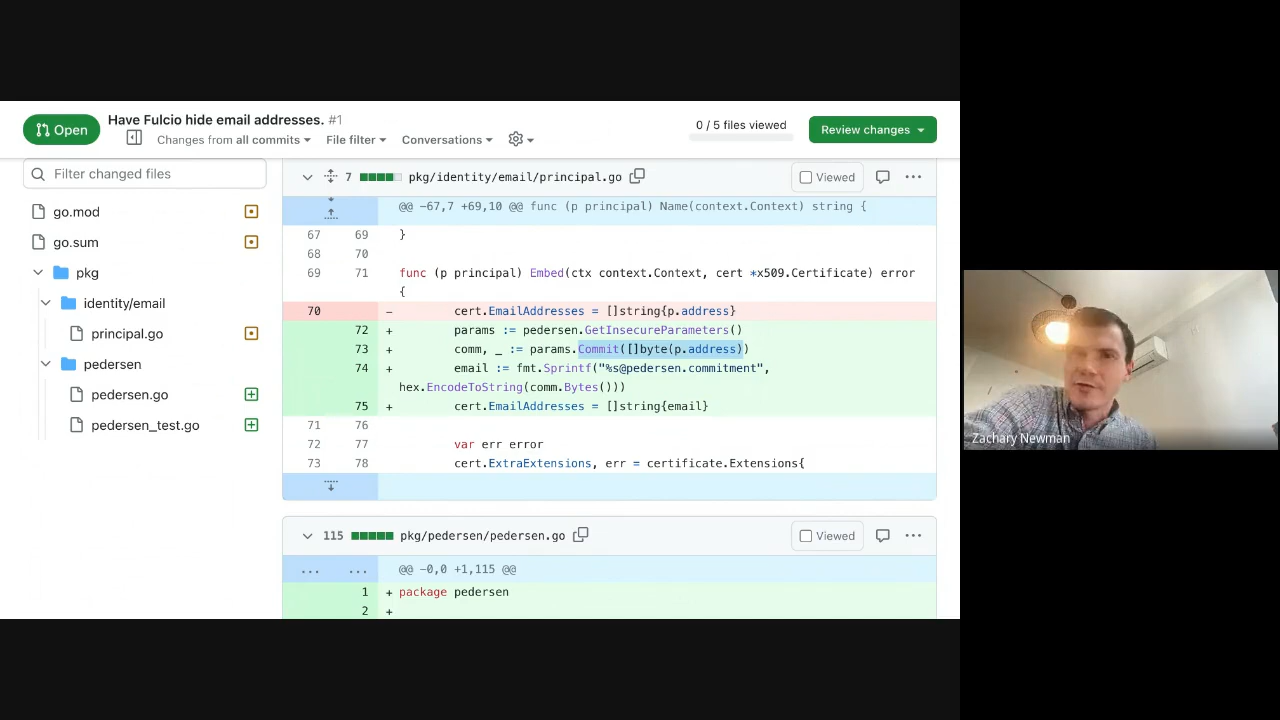 Open
Have Fulcio hide email addresses. #1
Changes from all commits
File filter
Conversations
0 / 5 files viewed
Review changes
Filter changed files
go.mod
go.sum
pkg
identity/email
principal.go
pedersen
pedersen.go
pedersen_test.go
7 pkg/identity/email/principal.go
Viewed
@@ -67,7 +69,10 @@ func (p principal) Name(context.Context) string {
67 69 }
68 70
69 71 func (p principal) Embed(ctx context.Context, cert *x509.Certificate) error
{
70 - cert.EmailAddresses = []string{p.address}
72 + params := pedersen.GetInsecureParameters()
73 + comm, _ := params.Commit([]byte(p.address))
74 + email := fmt.Sprintf("%s@pedersen.commitment",
hex.EncodeToString(comm.Bytes()))
75 + cert.EmailAddresses = []string{email}
71 76
72 77 var err error
73 78 cert.ExtraExtensions, err = certificate.Extensions{
115 pkg/pedersen/pedersen.go
Viewed
... ... @@ -0,0 +1,115 @@
1 + package pedersen
2 +
Zachary Newman